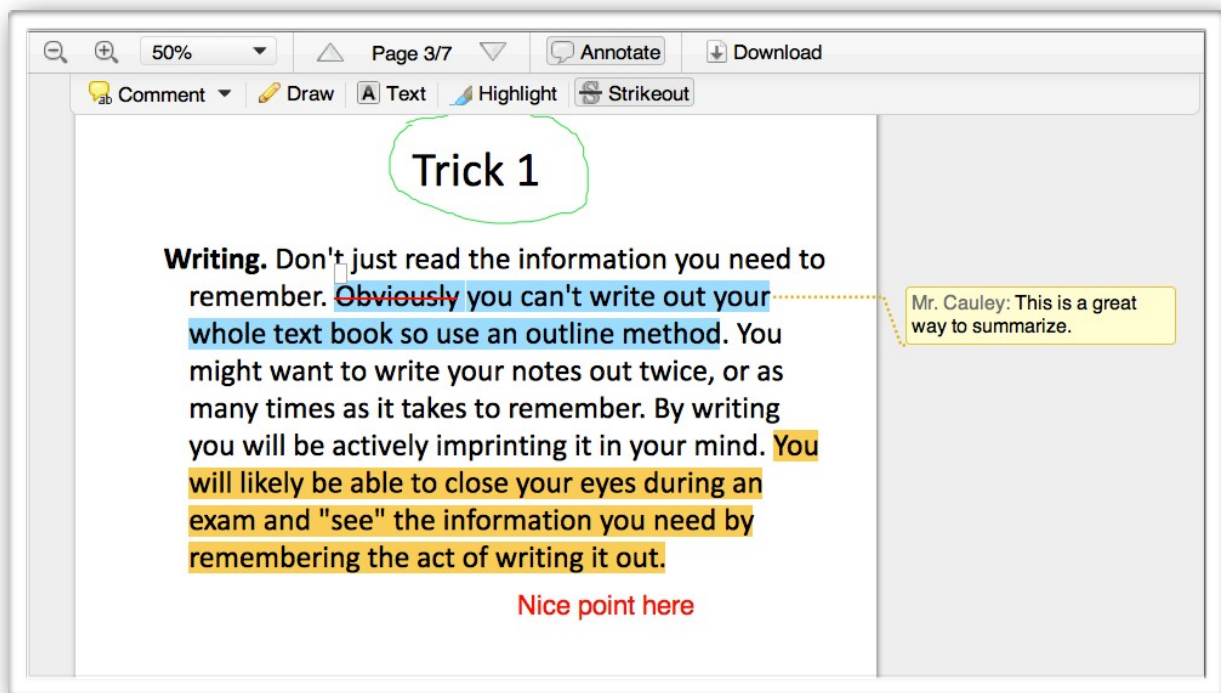 50% Page 3/7 Annotate Download
Comment Draw A Text Highlight S Strikeout
Trick 1
Writing. Don't just read the information you need to
remember. Obviously you can't write out your
whole text book so use an outline method. You
might want to write your notes out twice, or as
many times as it takes to remember. By writing
you will be actively imprinting it in your mind. You
will likely be able to close your eyes during an
exam and "see" the information you need by
remembering the act of writing it out.
Nice point here
Mr. Cauley: This is a great
way to summarize.